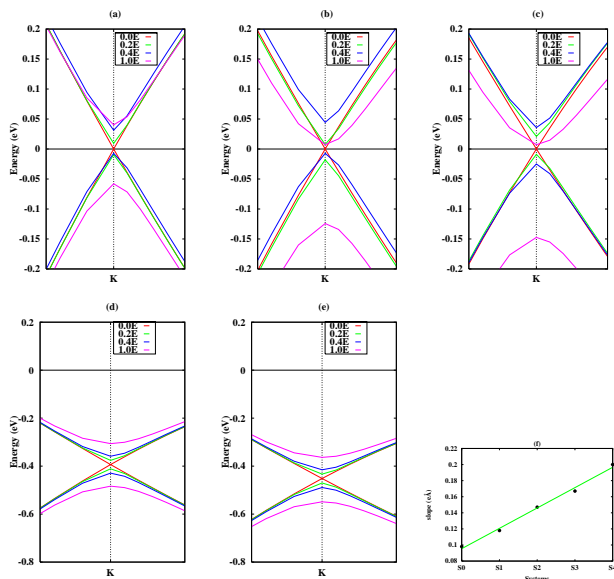 (a)
0.2
0.15
0.1
0.05
0
-0.05
-0.1
-0.15
-0.2
Energy (eV)
K
0.0E
0.2E
0.4E
1.0E
(b)
0.2
0.15
0.1
0.05
0
-0.05
-0.1
-0.15
-0.2
Energy (eV)
K
0.0E
0.2E
0.4E
1.0E
(c)
0.2
0.15
0.1
0.05
0
-0.05
-0.1
-0.15
-0.2
Energy (eV)
K
0.0E
0.2E
0.4E
1.0E
(d)
0.2
0
-0.2
-0.4
-0.6
-0.8
Energy (eV)
K
0.0E
0.2E
0.4E
1.0E
(e)
0.2
0
-0.2
-0.4
-0.6
-0.8
Energy (eV)
K
0.0E
0.2E
0.4E
1.0E
(f)
0.22
0.2
0.18
0.16
0.14
0.12
0.1
0.08
slope (eÅ)
S0 S1 S2 S3 S4
Systems